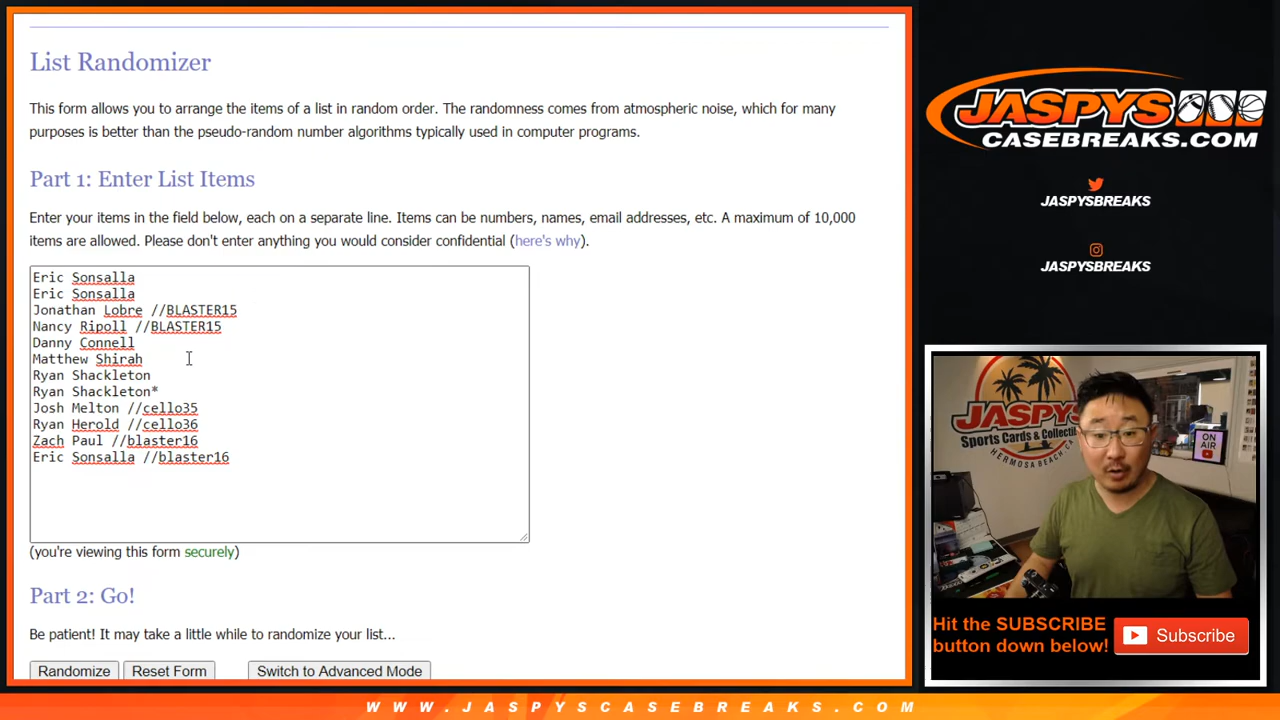 List Randomizer
This form allows you to arrange the items of a list in random order. The randomness comes from atmospheric noise, which for many
purposes is better than the pseudo-random number algorithms typically used in computer programs.
Part 1: Enter List Items
Enter your items in the field below, each on a separate line. Items can be numbers, names, email addresses, etc. A maximum of 10,000
items are allowed. Please don't enter anything you would consider confidential (here's why).
Eric Sonsalla
Eric Sonsalla
Jonathan Lobre //BLASTER15
Nancy Ripoll //BLASTER15
Danny Connell
Matthew Shirah
Ryan Shackleton
Ryan Shackleton*
Josh Melton //cello35
Ryan Herold //cello36
Zach Paul //blaster16
Eric Sonsalla //blaster16
(you're viewing this form securely)
Part 2: Go!
Be patient! It may take a little while to randomize your list...
Randomize Reset Form Switch to Advanced Mode
JASPYS
CASEBREAKS.COM
JASPYSBREAKS
JASPYSBREAKS
JASPYS
Sports Cards & Collectibles
HERMOSA BEACH
ON
AIR
Hit the SUBSCRIBE
button down below!
Subscribe
WWW.JASPYSCASEBREAKS.COM